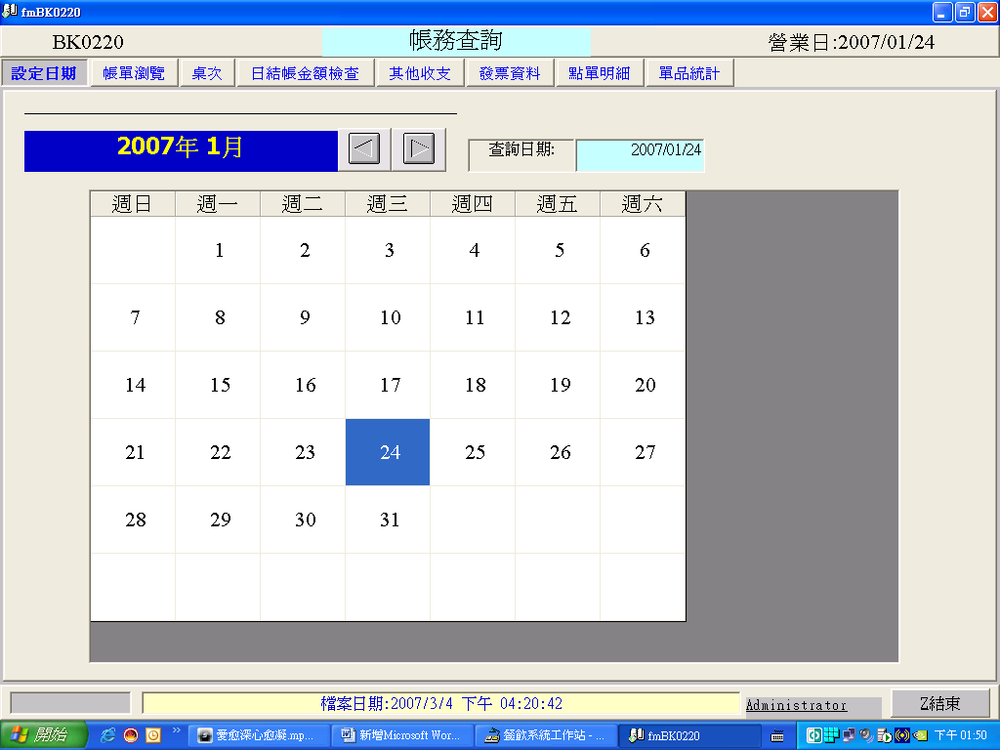 fmBK0220
BK0220 帳務查詢 營業日:2007/01/24
設定日期 帳單瀏覽 桌次 日結帳金額檢查 其他收支 發票資料 點單明細 單品統計
2007年 1月 查詢日期: 2007/01/24
週日 週一 週二 週三 週四 週五 週六
1 2 3 4 5 6
7 8 9 10 11 12 13
14 15 16 17 18 19 20
21 22 23 24 25 26 27
28 29 30 31
檔案日期:2007/3/4 下午 04:20:42 Administrator Z結束
開始 愛愈深心愈凝.mp... 新增Microsoft Wor... 餐飲系統工作站 - ... fmBK0220 下午 01:50